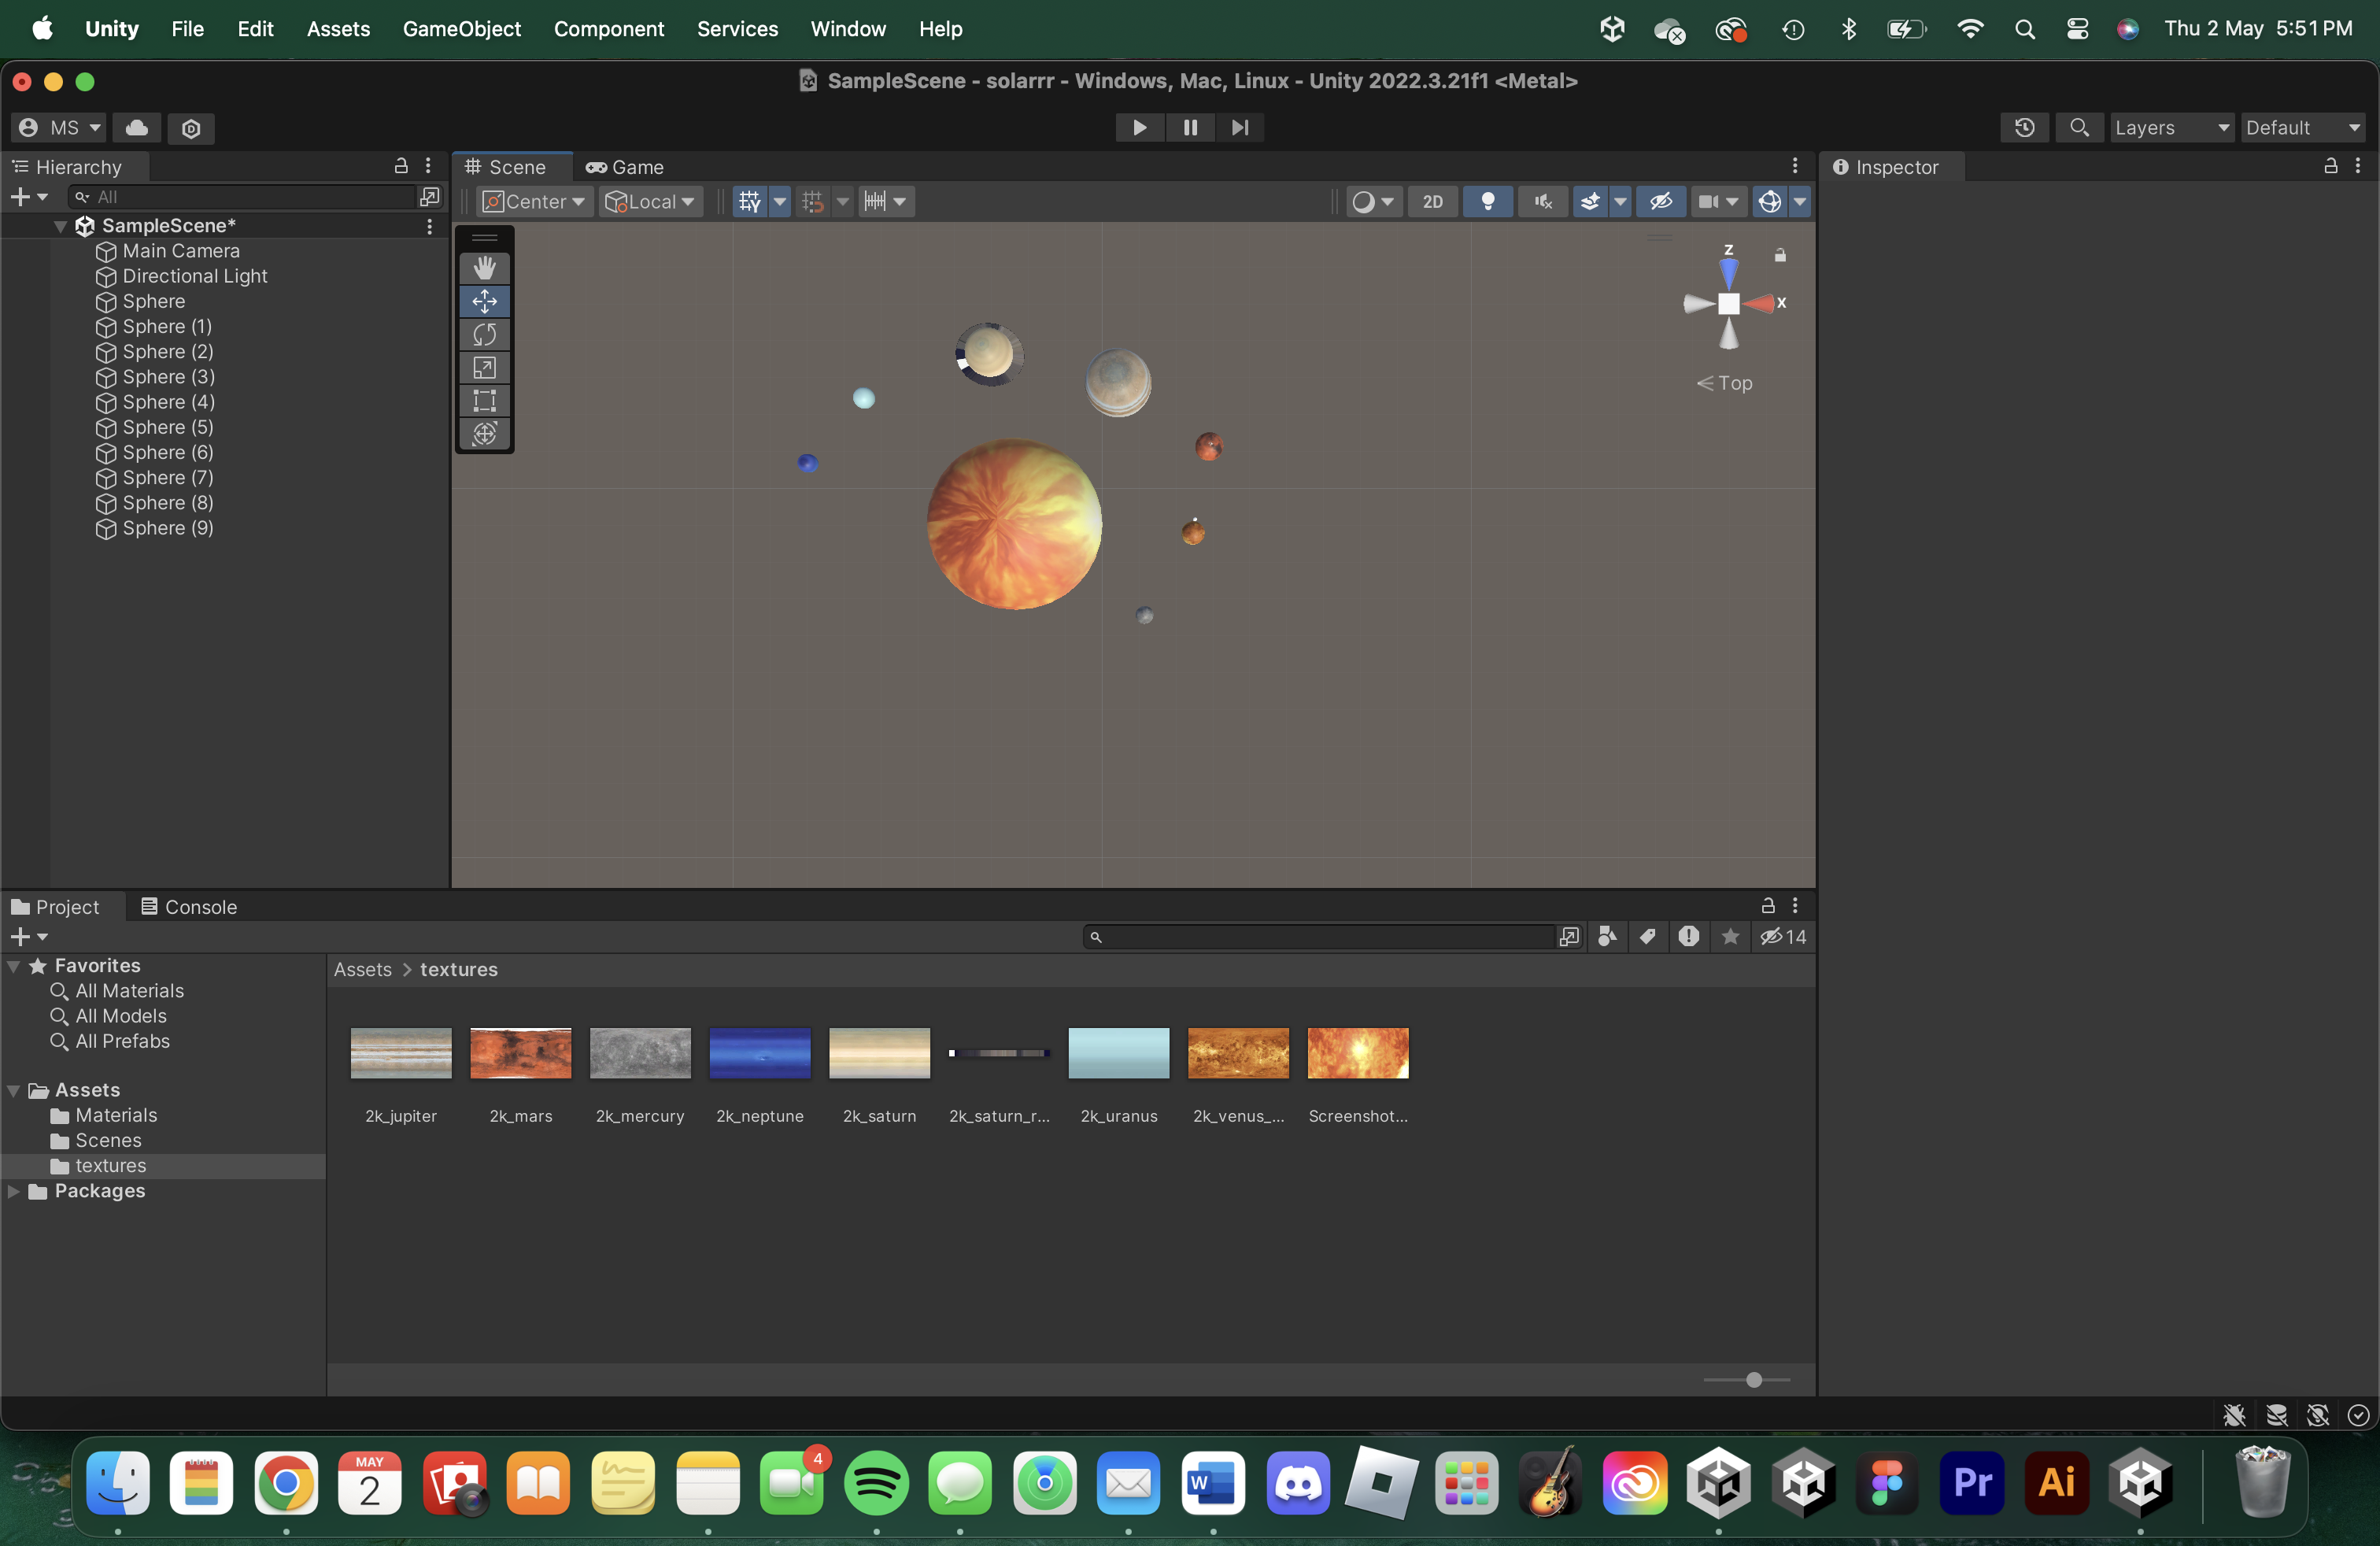 Unity File Edit Assets GameObject Component Services Window Help Thu 2 May 5:51 PM
SampleScene - solarrr - Windows, Mac, Linux - Unity 2022.3.21f1 <Metal>
MS Layers Default
Hierarchy
All
SampleScene*
Main Camera
Directional Light
Sphere
Sphere (1)
Sphere (2)
Sphere (3)
Sphere (4)
Sphere (5)
Sphere (6)
Sphere (7)
Sphere (8)
Sphere (9)
Scene Game
Center Local 2D
z
x
Top
Inspector
Project Console
14
Favorites
All Materials
All Models
All Prefabs
Assets
Materials
Scenes
textures
Packages
Assets > textures
2k_jupiter 2k_mars 2k_mercury 2k_neptune 2k_saturn 2k_saturn_r... 2k_uranus 2k_venus_... Screenshot...
MAY
2
4
W
Pr
Ai